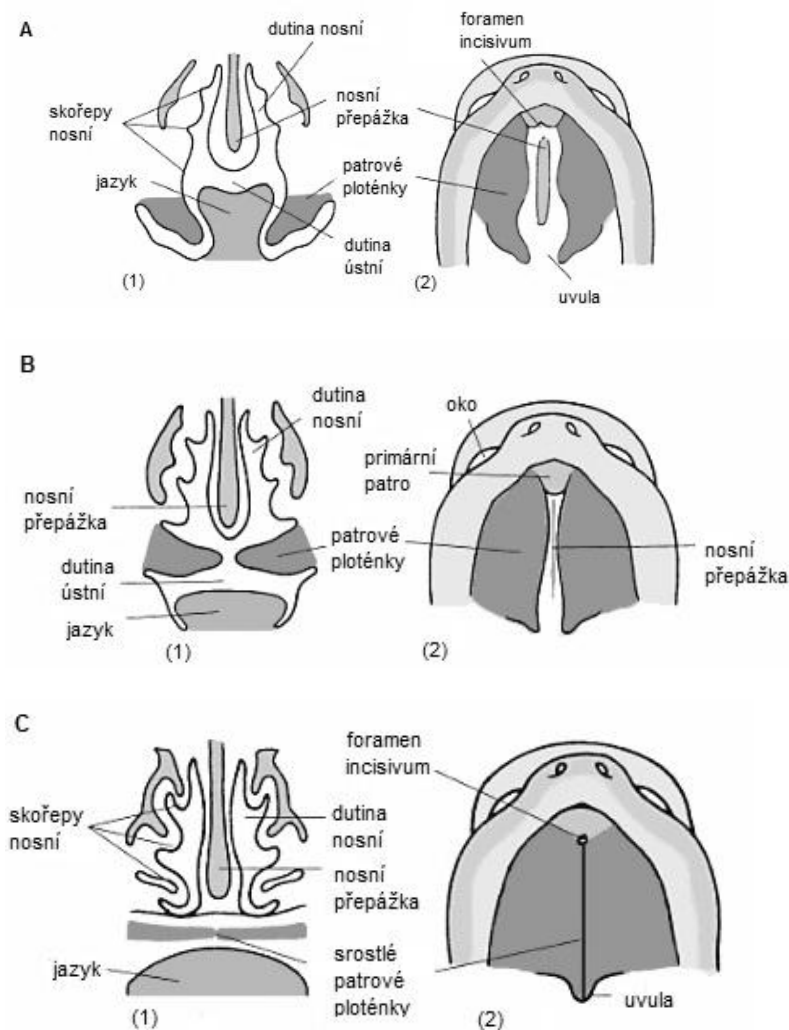 A
dutina nosní
skořepy
nosní
nosní
přepážka
jazyk
patrové
ploténky
dutina
ústní
(1)
foramen
incisivum
uvula
(2)
B
dutina
nosní
nosní
přepážka
dutina
ústní
patrové
ploténky
jazyk
(1)
oko
primární
patro
nosní
přepážka
(2)
C
skořepy
nosní
dutina
nosní
nosní
přepážka
jazyk
srostlé
patrové
ploténky
(1)
foramen
incisivum
uvula
(2)